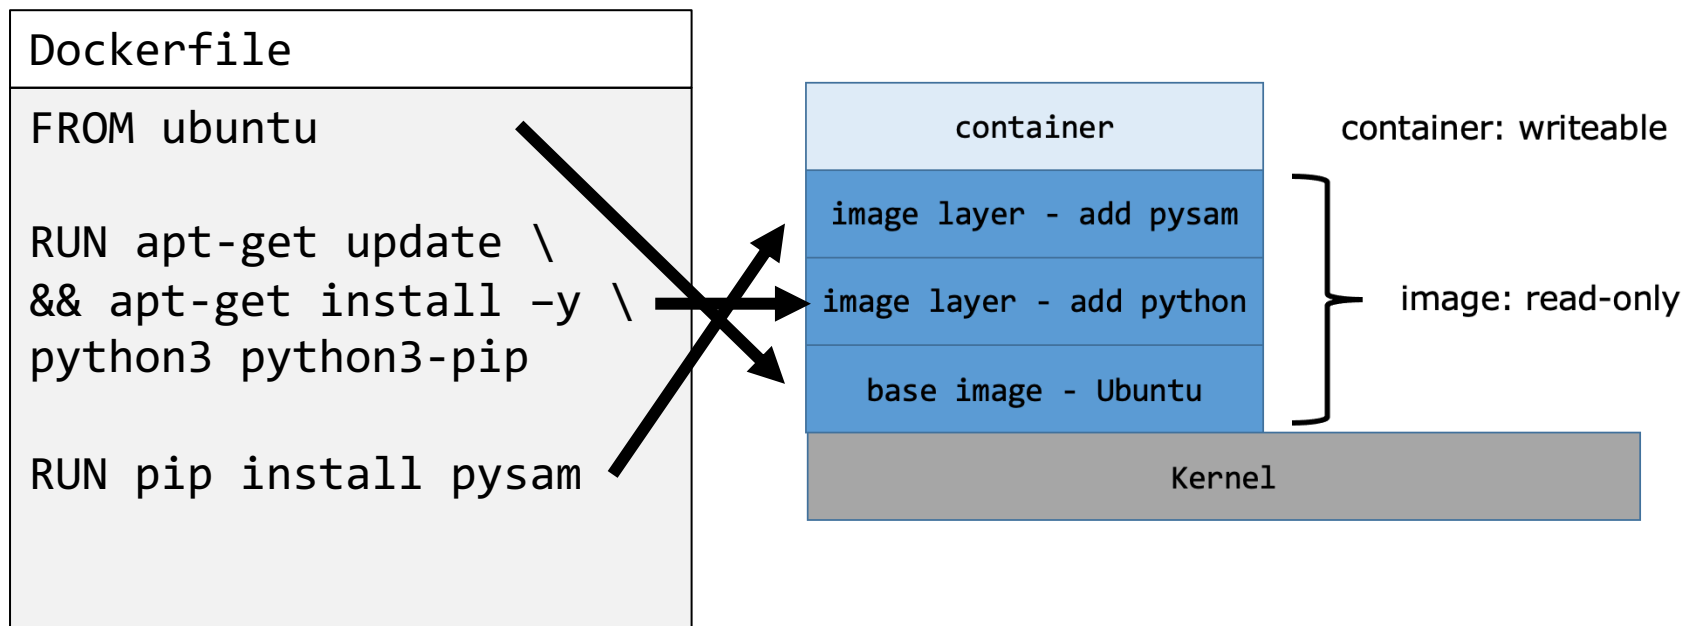 Dockerfile
FROM ubuntu
RUN apt-get update \
&& apt-get install –y \
python3 python3-pip
RUN pip install pysam
container
image layer - add pysam
image layer - add python
base image - Ubuntu
Kernel
container: writeable
image: read-only